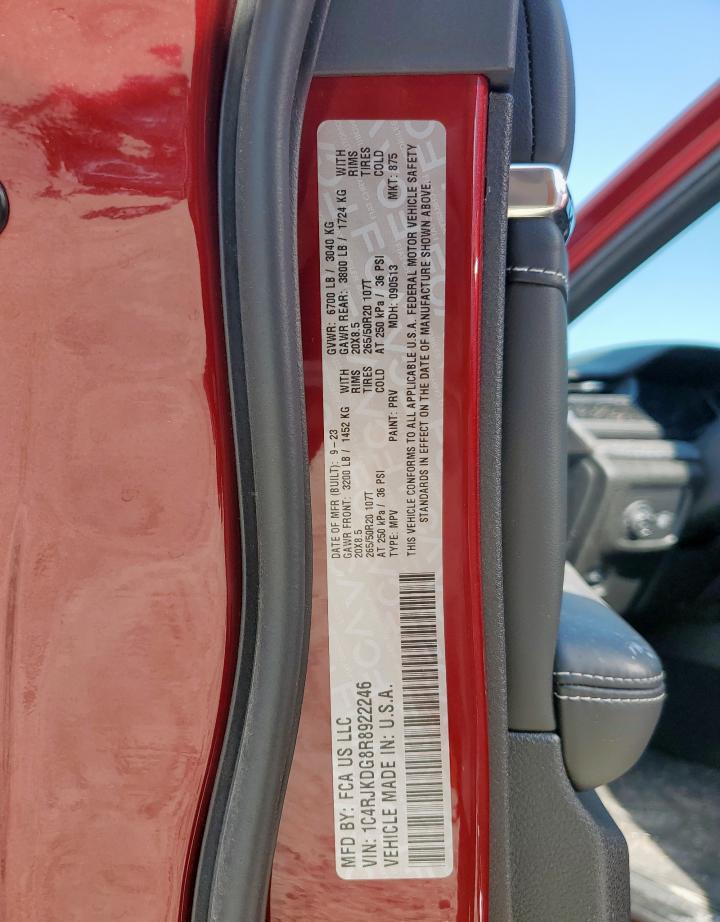 MFD BY: FCA US LLC
VIN: 1C4RJKDG8R8922246
VEHICLE MADE IN: U.S.A.
DATE OF MFR (BUILT): 9-23 GVWR: 6700 LB / 3040 KG
GAWR FRONT: 3200 LB / 1452 KG WITH GAWR REAR: 3800 LB / 1724 KG WITH
20X8.5 RIMS 20X8.5 RIMS
265/50R20 107T TIRES 265/50R20 107T TIRES
AT 250 kPa / 36 PSI COLD AT 250 kPa / 36 PSI COLD
TYPE: MPV PAINT: PRV MDH: 090513 MKT: 875
THIS VEHICLE CONFORMS TO ALL APPLICABLE U.S.A. FEDERAL MOTOR VEHICLE SAFETY
STANDARDS IN EFFECT ON THE DATE OF MANUFACTURE SHOWN ABOVE.